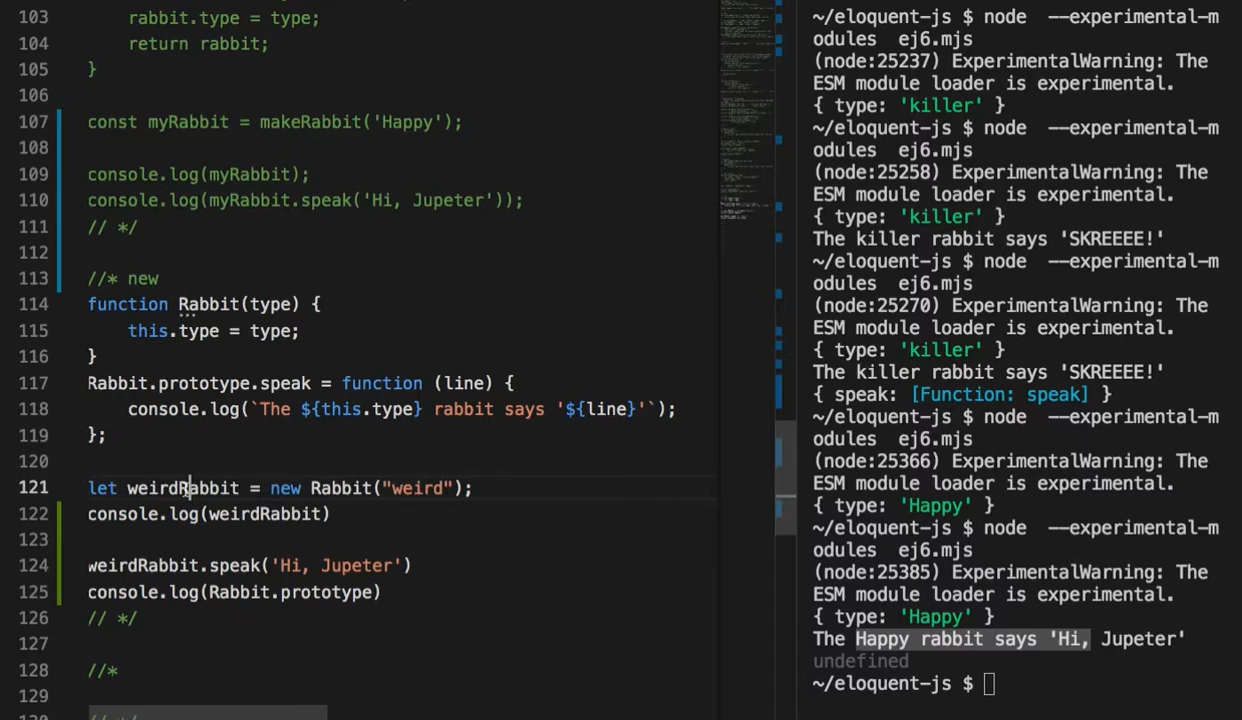 103 rabbit.type = type;
104 return rabbit;
105 }
106
107 const myRabbit = makeRabbit('Happy');
108
109 console.log(myRabbit);
110 console.log(myRabbit.speak('Hi, Jupeter'));
111 // */
112
113 //* new
114 function Rabbit(type) {
115 this.type = type;
116 }
117 Rabbit.prototype.speak = function (line) {
118 console.log(`The ${this.type} rabbit says '${line}'`);
119 };
120
121 let weirdRabbit = new Rabbit("weird");
122 console.log(weirdRabbit)
123
124 weirdRabbit.speak('Hi, Jupeter')
125 console.log(Rabbit.prototype)
126 // */
127
128 //*
129
~/eloquent-js $ node --experimental-m
odules ej6.mjs
(node:25237) ExperimentalWarning: The
ESM module loader is experimental.
{ type: 'killer' }
~/eloquent-js $ node --experimental-m
odules ej6.mjs
(node:25258) ExperimentalWarning: The
ESM module loader is experimental.
{ type: 'killer' }
The killer rabbit says 'SKREEEE!'
~/eloquent-js $ node --experimental-m
odules ej6.mjs
(node:25270) ExperimentalWarning: The
ESM module loader is experimental.
{ type: 'killer' }
The killer rabbit says 'SKREEEE!'
{ speak: [Function: speak] }
~/eloquent-js $ node --experimental-m
odules ej6.mjs
(node:25366) ExperimentalWarning: The
ESM module loader is experimental.
{ type: 'Happy' }
~/eloquent-js $ node --experimental-m
odules ej6.mjs
(node:25385) ExperimentalWarning: The
ESM module loader is experimental.
{ type: 'Happy' }
The Happy rabbit says 'Hi, Jupeter'
undefined
~/eloquent-js $